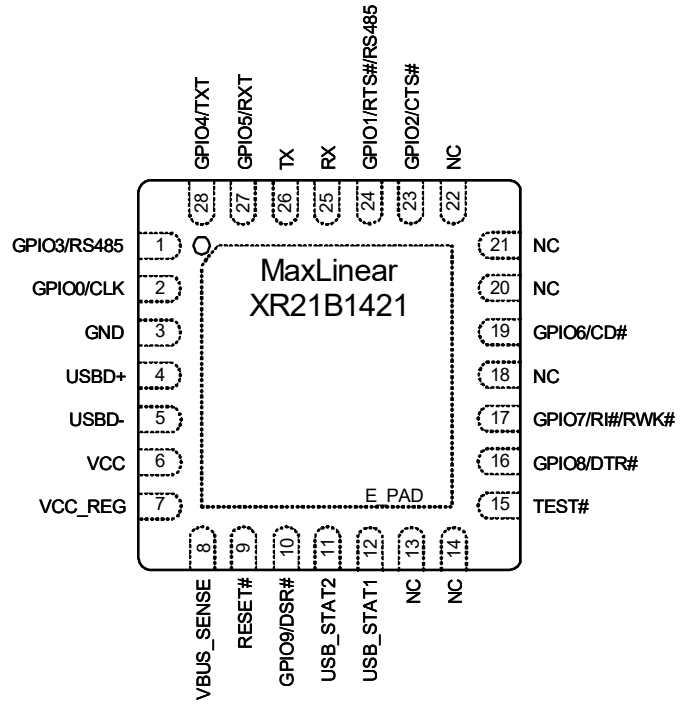 GPIO4/TXT
GPIO5/RXT
TX
RX
GPIO1/RTS#/RS485
GPIO2/CTS#
NC
28
27
26
25
24
23
22
GPIO3/RS485 1
GPIO0/CLK 2
GND 3
USBD+ 4
USBD- 5
VCC 6
VCC_REG 7
MaxLinear
XR21B1421
E_PAD
21 NC
20 NC
19 GPIO6/CD#
18 NC
17 GPIO7/RI#/RWK#
16 GPIO8/DTR#
15 TEST#
8
9
10
11
12
13
14
VBUS_SENSE
RESET#
GPIO9/DSR#
USB_STAT2
USB_STAT1
NC
NC